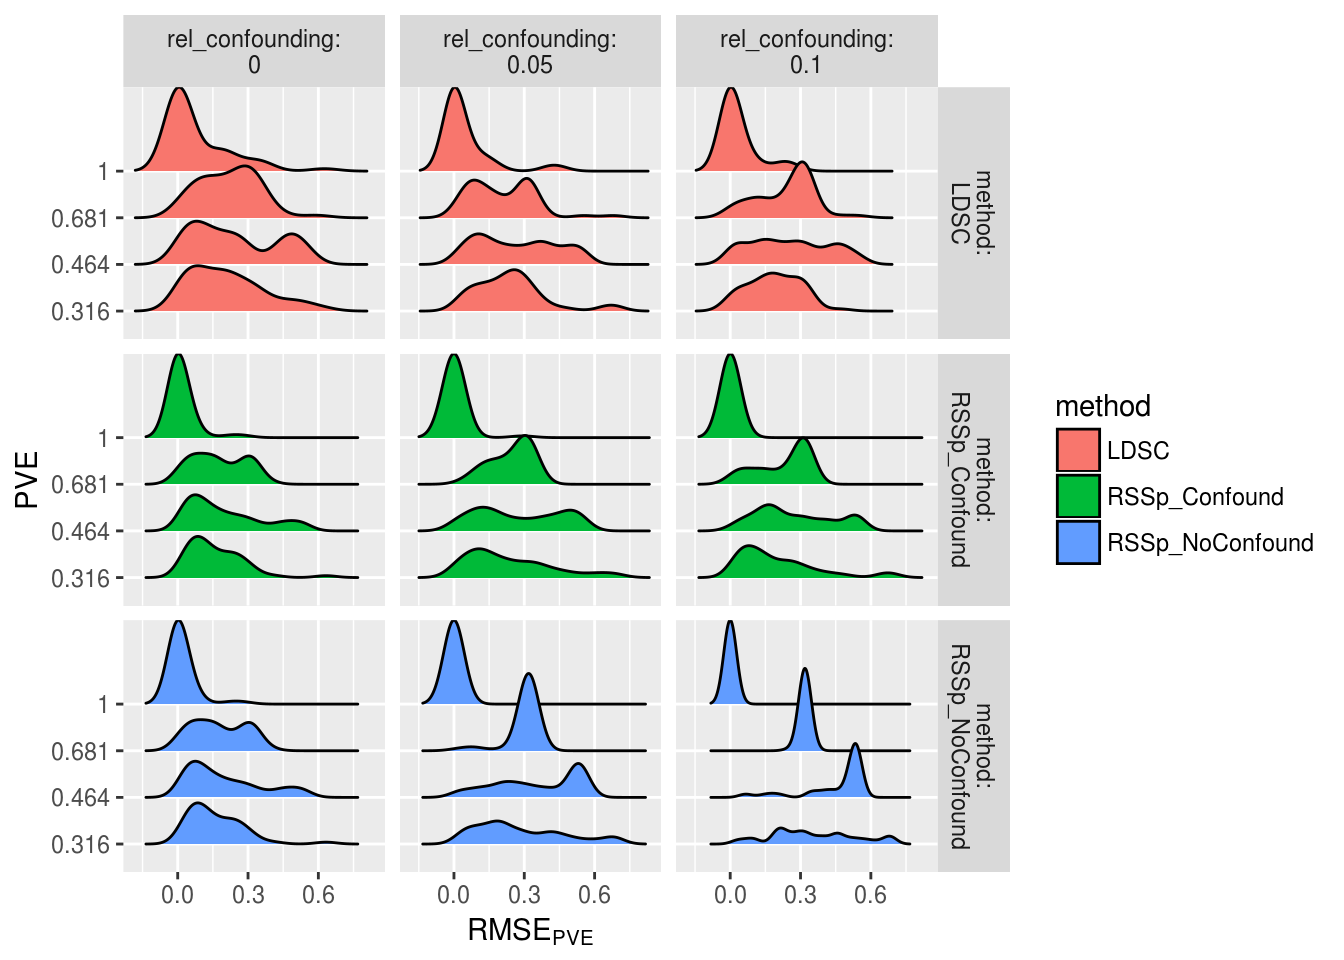 rel_confounding:
0
rel_confounding:
0.05
rel_confounding:
0.1
PVE
1
0.681
0.464
0.316
method:
LDSC
1
0.681
0.464
0.316
method:
RSSp_Confound
1
0.681
0.464
0.316
method:
RSSp_NoConfound
0.0 0.3 0.6
0.0 0.3 0.6
0.0 0.3 0.6
RMSE_PVE
method
LDSC
RSSp_Confound
RSSp_NoConfound